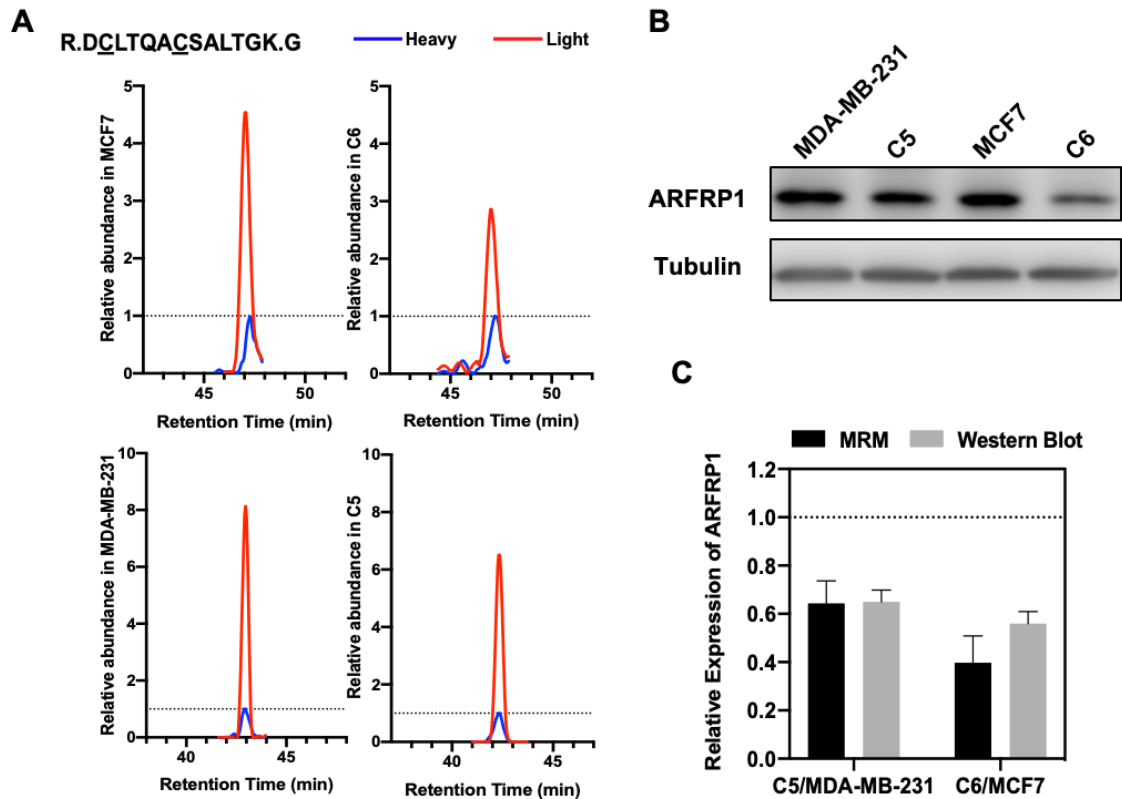 A
R.DCLTQACSALTGK.G
Heavy
Light
Relative abundance in MCF7
5
4
3
2
1
0
45
50
Retention Time (min)
Relative abundance in C6
5
4
3
2
1
0
45
50
Retention Time (min)
Relative abundance in MDA-MB-231
10
8
6
4
2
0
40
45
Retention Time (min)
Relative abundance in C5
10
8
6
4
2
0
40
45
Retention Time (min)
B
MDA-MB-231
C5
MCF7
C6
ARFRP1
Tubulin
C
MRM
Western Blot
Relative Expression of ARFRP1
1.2
1.0
0.8
0.6
0.4
0.2
0.0
C5/MDA-MB-231
C6/MCF7